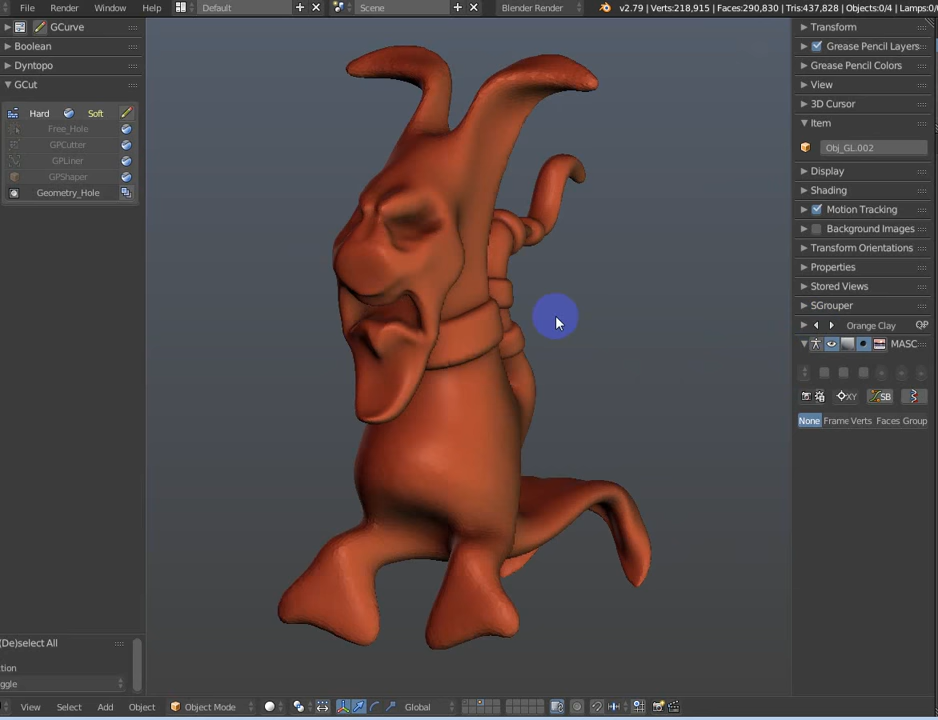 File Render Window Help Default Scene Blender Render v2.79 | Verts:218,915 | Faces:290,830 | Tris:437,828 | Objects:0/4 | Lamps:0/
GCurve
Boolean
Dyntopo
GCut
Hard Soft
Free_Hole
GPCutter
GPLiner
GPShaper
Geometry_Hole
(De)select All
tion
ggle
Transform
Grease Pencil Layers
Grease Pencil Colors
View
3D Cursor
Item
Obj_GL.002
Display
Shading
Motion Tracking
Background Images
Transform Orientations
Properties
Stored Views
SGrouper
Orange Clay QP
MASC
XY SB
None Frame Verts Faces Group
View Select Add Object Object Mode Global